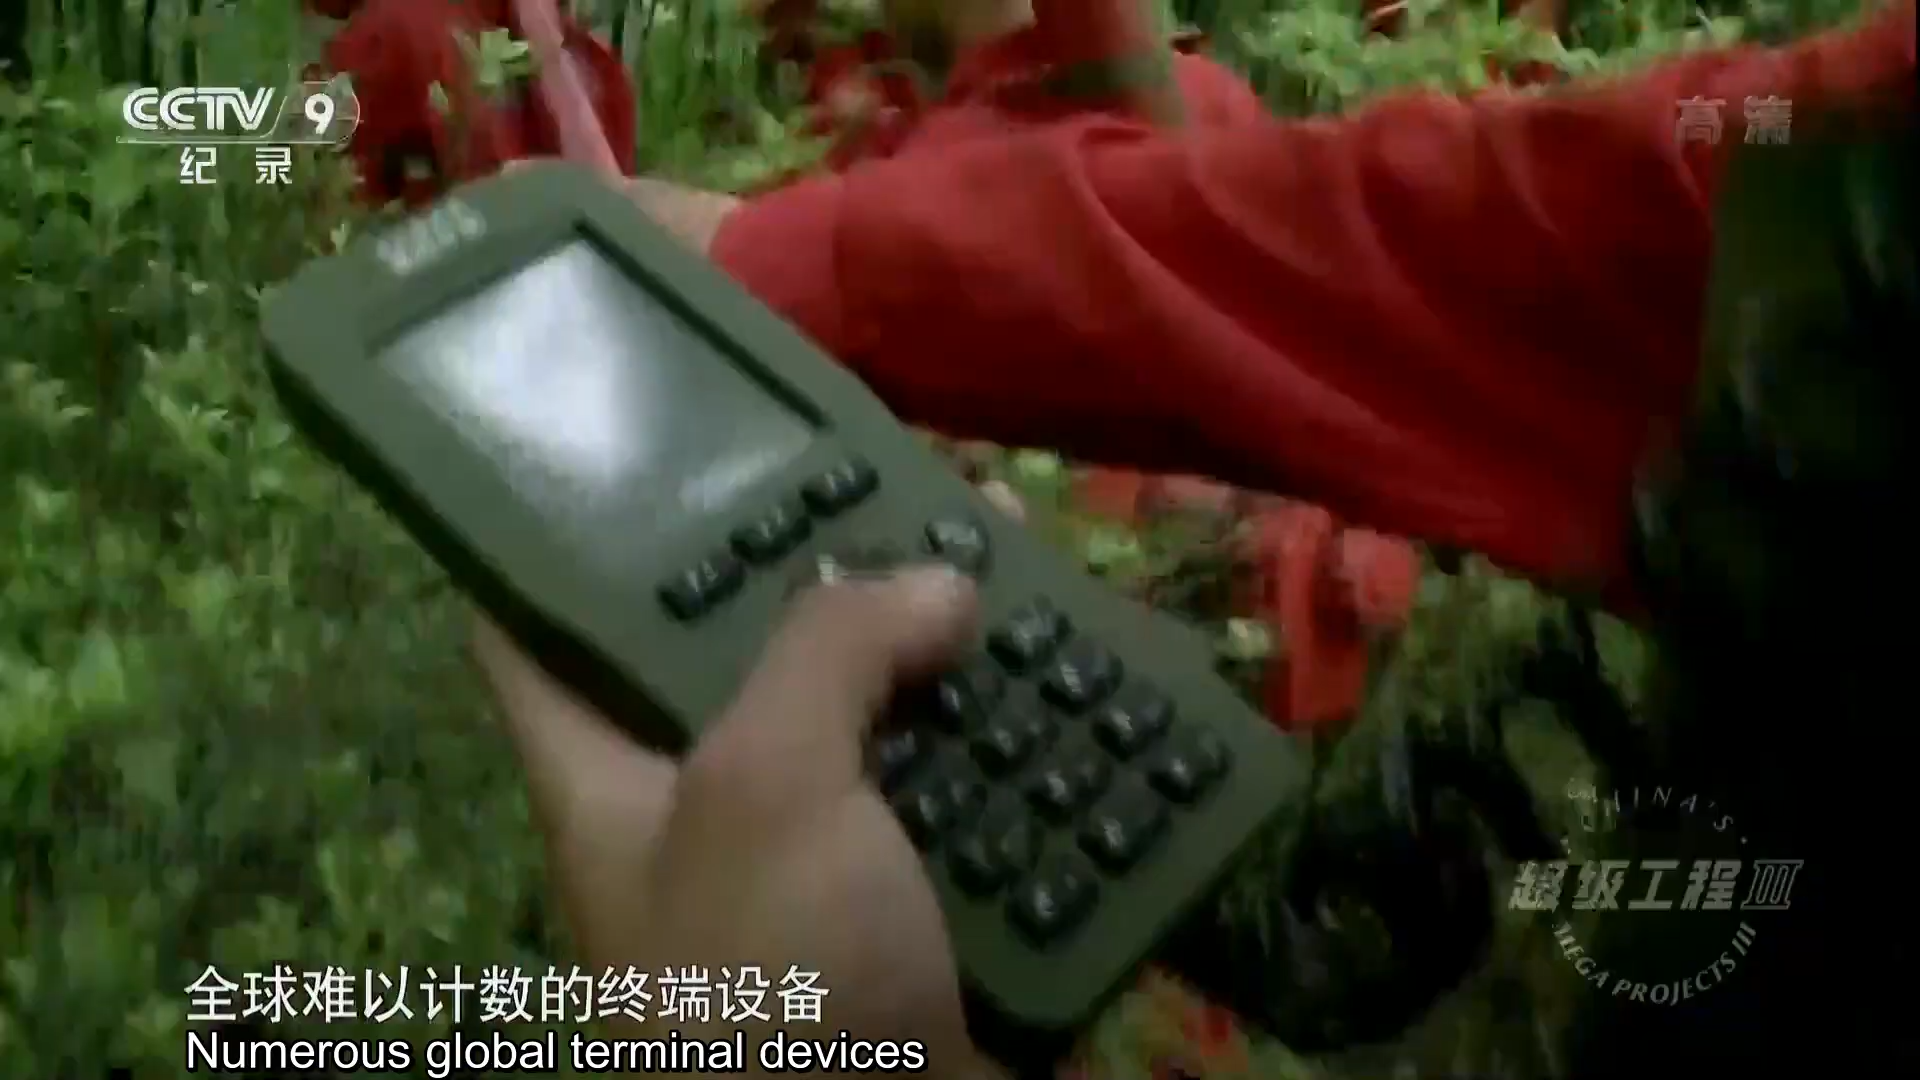 CCTV 9
纪录
高清
CHINA'S
超级工程III
MEGA PROJECTS III
全球难以计数的终端设备
Numerous global terminal devices